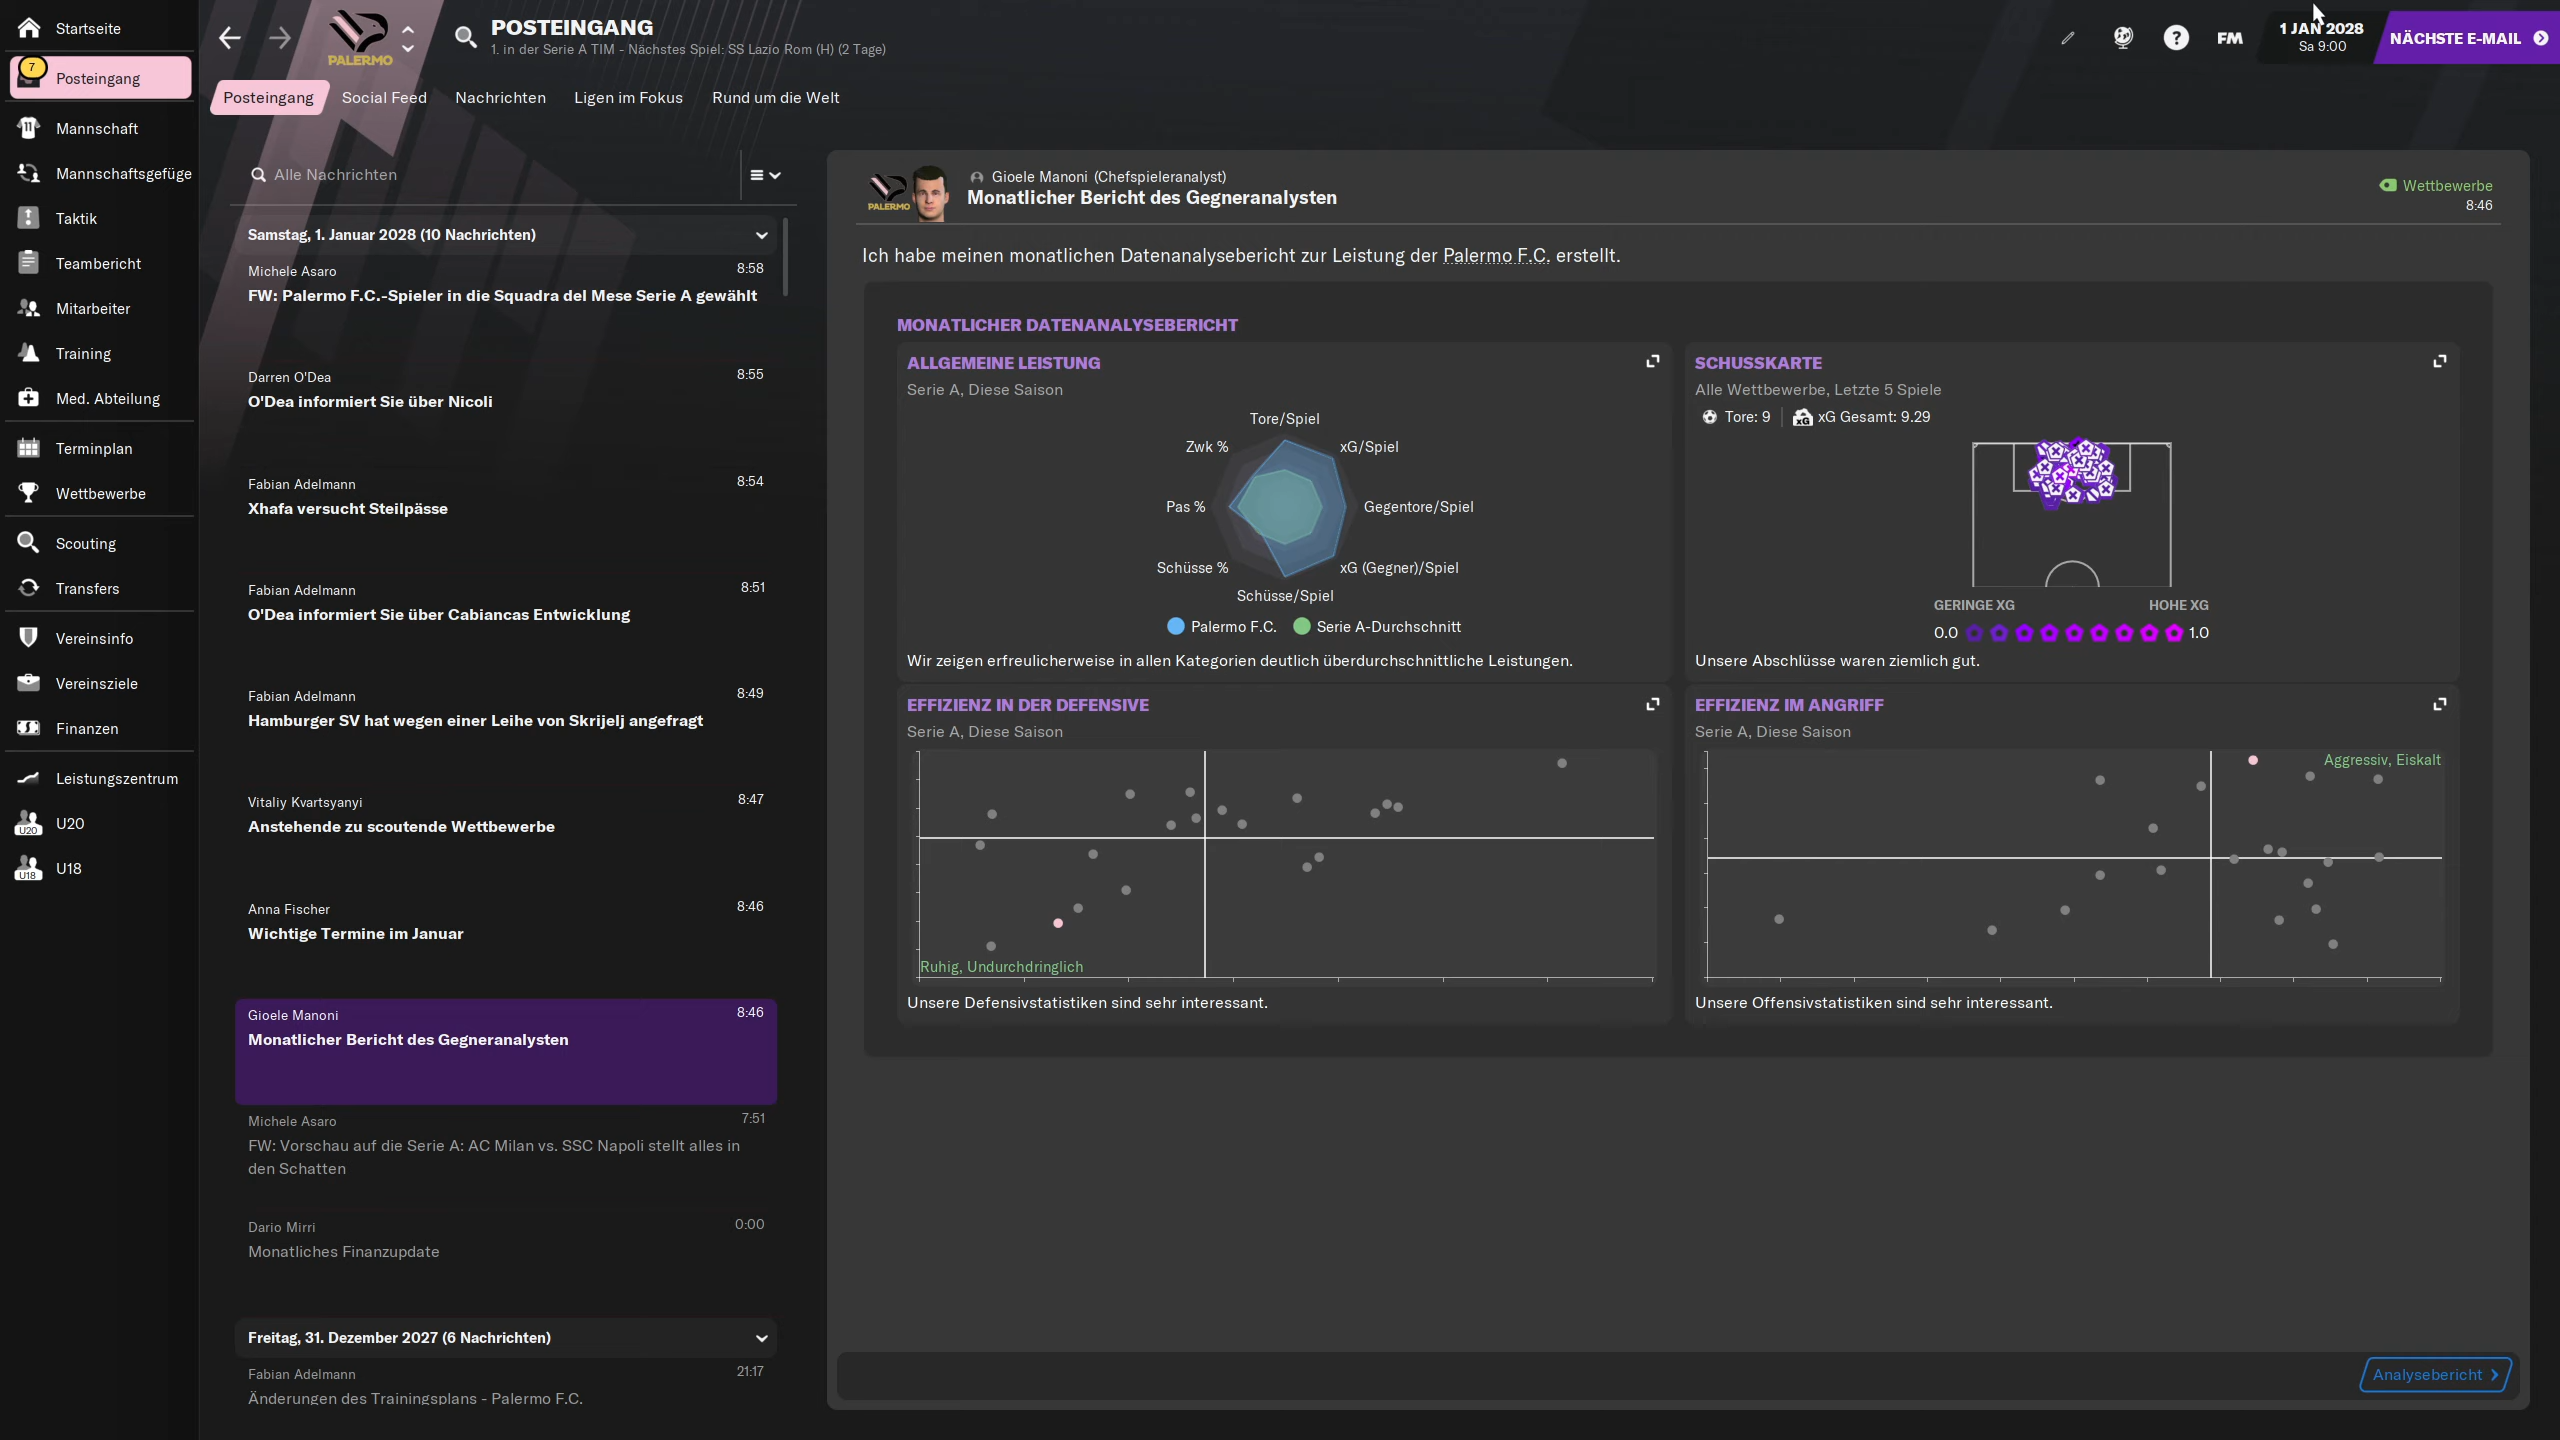 Startseite
7
Posteingang
11
Mannschaft
Mannschaftsgefüge
Taktik
Teambericht
Mitarbeiter
Training
Med. Abteilung
Terminplan
Wettbewerbe
Scouting
Transfers
Vereinsinfo
Vereinsziele
Finanzen
Leistungszentrum
U20
U20
U18
U18
PALERMO
POSTEINGANG
1. in der Serie A TIM - Nächstes Spiel: SS Lazio Rom (H) (2 Tage)
?
FM
1 JAN 2028
Sa 9:00
NÄCHSTE E-MAIL
Posteingang
Social Feed
Nachrichten
Ligen im Fokus
Rund um die Welt
Alle Nachrichten
Samstag, 1. Januar 2028 (10 Nachrichten)
Michele Asaro 8:58
FW: Palermo F.C.-Spieler in die Squadra del Mese Serie A gewählt
Darren O'Dea 8:55
O'Dea informiert Sie über Nicoli
Fabian Adelmann 8:54
Xhafa versucht Steilpässe
Fabian Adelmann 8:51
O'Dea informiert Sie über Cabiancas Entwicklung
Fabian Adelmann 8:49
Hamburger SV hat wegen einer Leihe von Skrijelj angefragt
Vitaliy Kvartsyanyi 8:47
Anstehende zu scoutende Wettbewerbe
Anna Fischer 8:46
Wichtige Termine im Januar
Gioele Manoni 8:46
Monatlicher Bericht des Gegneranalysten
Michele Asaro 7:51
FW: Vorschau auf die Serie A: AC Milan vs. SSC Napoli stellt alles in
den Schatten
Dario Mirri 0:00
Monatliches Finanzupdate
Freitag, 31. Dezember 2027 (6 Nachrichten)
Fabian Adelmann 21:17
Änderungen des Trainingsplans - Palermo F.C.
PALERMO
Gioele Manoni (Chefspieleranalyst)
Monatlicher Bericht des Gegneranalysten
Wettbewerbe
8:46
Ich habe meinen monatlichen Datenanalysebericht zur Leistung der Palermo F.C. erstellt.
MONATLICHER DATENANALYSEBERICHT
ALLGEMEINE LEISTUNG
Serie A, Diese Saison
Tore/Spiel
Zwk %
xG/Spiel
Pas %
Gegentore/Spiel
Schüsse %
xG (Gegner)/Spiel
Schüsse/Spiel
Palermo F.C.
Serie A-Durchschnitt
Wir zeigen erfreulicherweise in allen Kategorien deutlich überdurchschnittliche Leistungen.
SCHUSSKARTE
Alle Wettbewerbe, Letzte 5 Spiele
Tore: 9
xG
xG Gesamt: 9.29
GERINGE XG
HOHE XG
0.0
1.0
Unsere Abschlüsse waren ziemlich gut.
EFFIZIENZ IN DER DEFENSIVE
Serie A, Diese Saison
Ruhig, Undurchdringlich
Unsere Defensivstatistiken sind sehr interessant.
EFFIZIENZ IM ANGRIFF
Serie A, Diese Saison
Aggressiv, Eiskalt
Unsere Offensivstatistiken sind sehr interessant.
Analysebericht